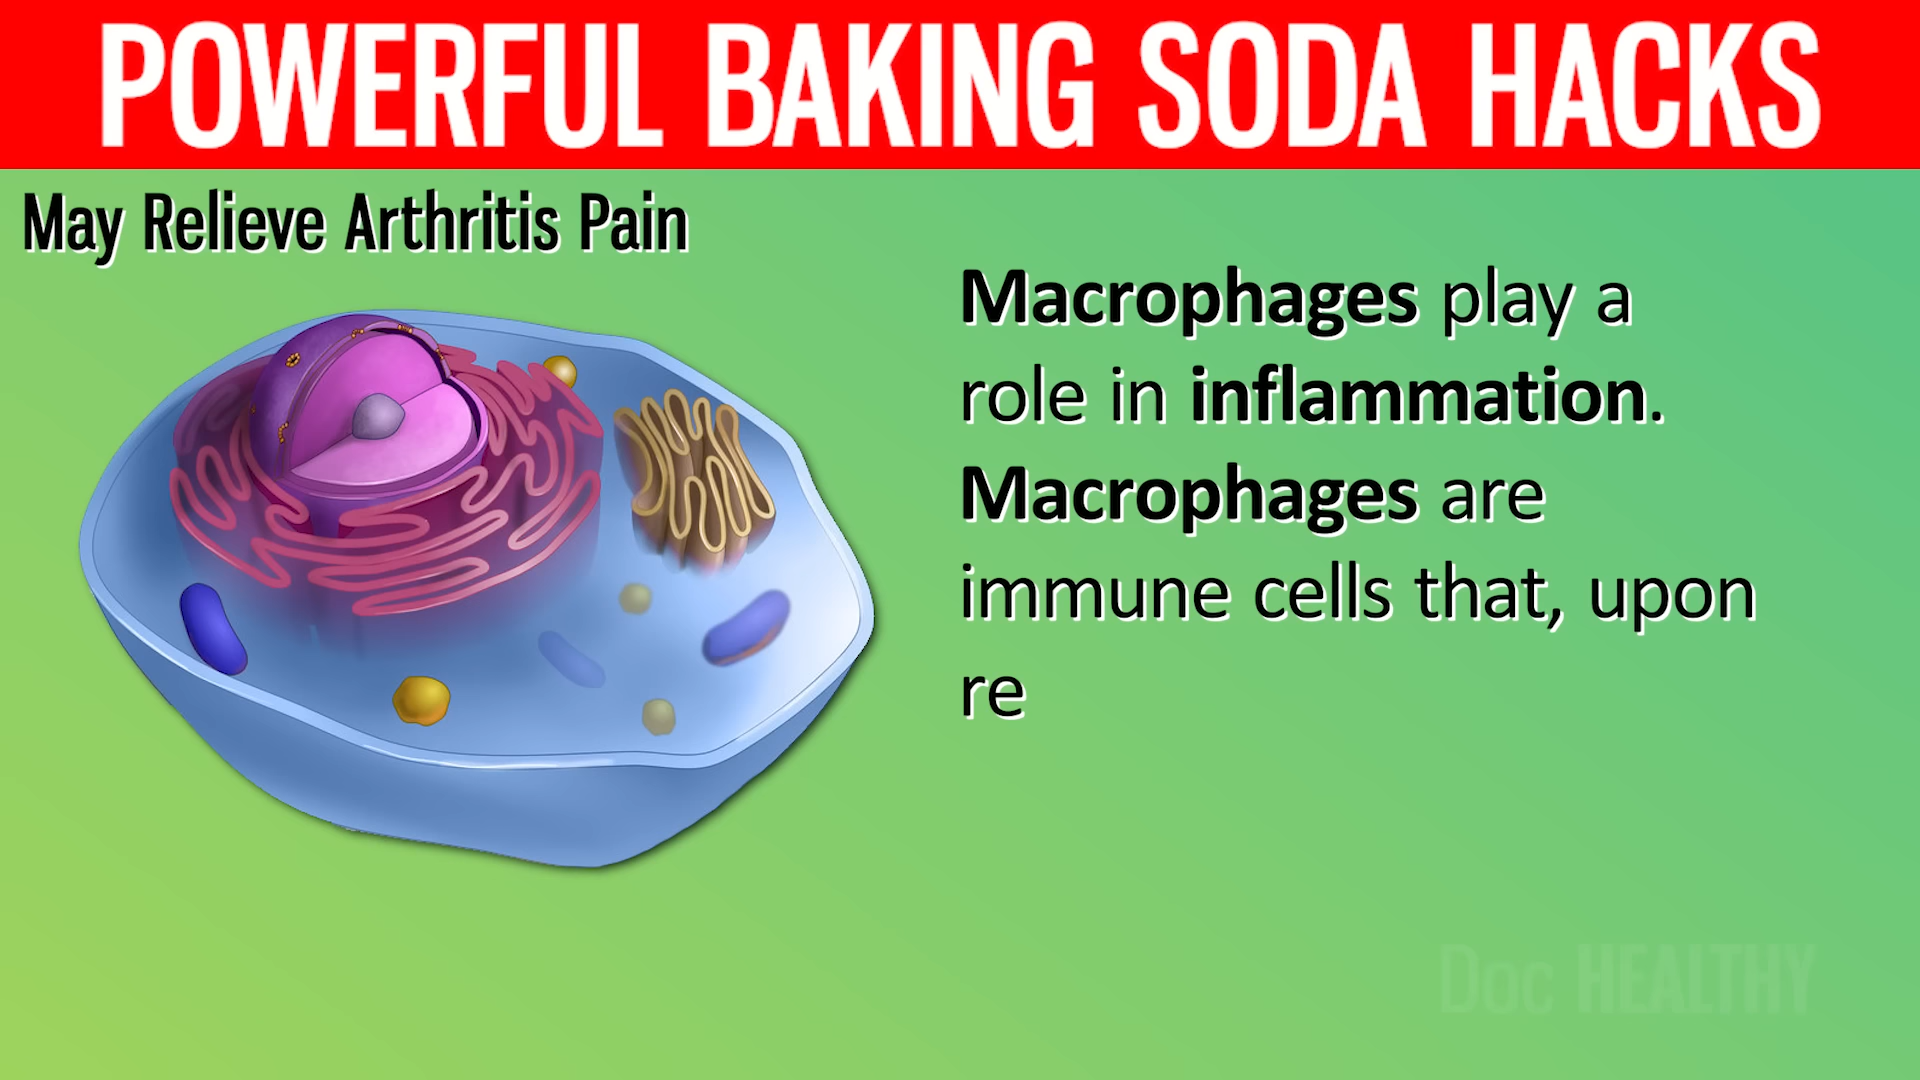 POWERFUL BAKING SODA HACKS
May Relieve Arthritis Pain
Macrophages play a
role in inflammation.
Macrophages are
immune cells that, upon
re
Doc HEALTHY